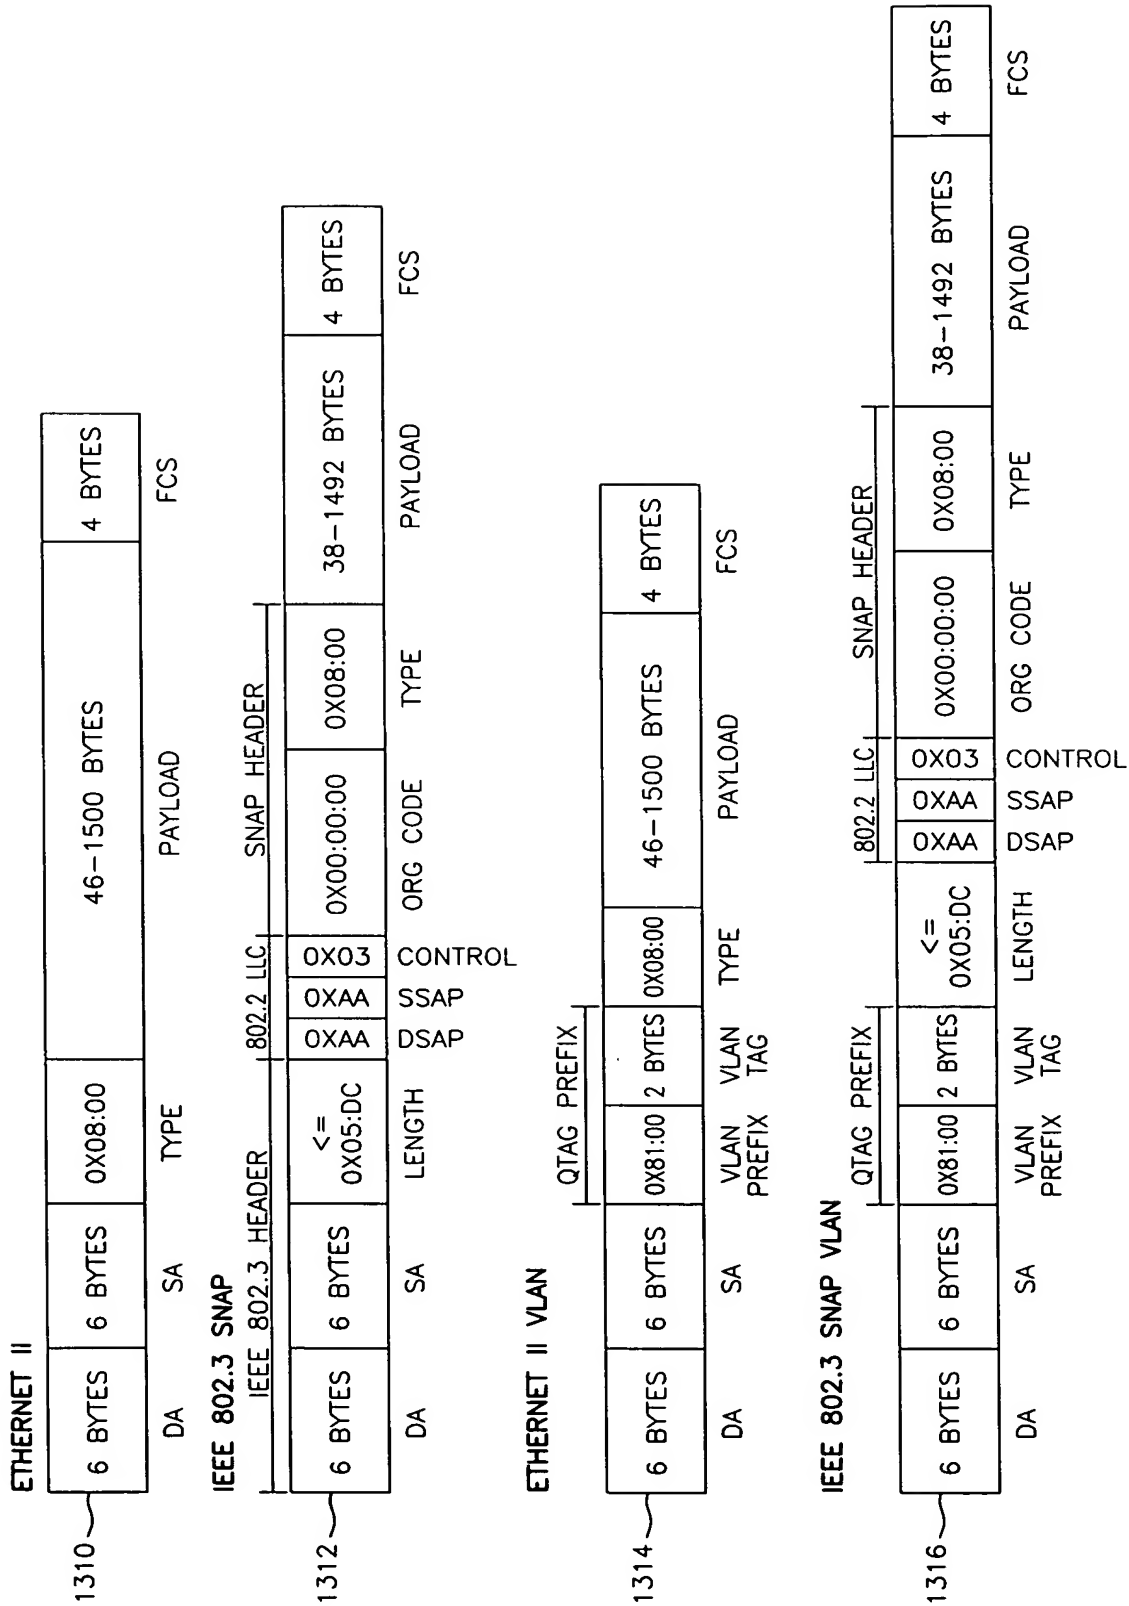 ETHERNET II
1310
6 BYTES 6 BYTES 0X08:00 46-1500 BYTES 4 BYTES
DA SA TYPE PAYLOAD FCS
IEEE 802.3 SNAP
IEEE 802.3 HEADER 802.2 LLC SNAP HEADER
1312
6 BYTES 6 BYTES <= 0X05:DC 0XAA 0XAA 0X03 0X00:00:00 0X08:00 38-1492 BYTES 4 BYTES
DA SA LENGTH DSAP SSAP CONTROL ORG CODE TYPE PAYLOAD FCS
ETHERNET II VLAN
QTAG PREFIX
1314
6 BYTES 6 BYTES 0X81:00 2 BYTES 0X08:00 46-1500 BYTES 4 BYTES
DA SA VLAN PREFIX VLAN TAG TYPE PAYLOAD FCS
IEEE 802.3 SNAP VLAN
QTAG PREFIX 802.2 LLC SNAP HEADER
1316
6 BYTES 6 BYTES 0X81:00 2 BYTES <= 0X05:DC 0XAA 0XAA 0X03 0X00:00:00 0X08:00 38-1492 BYTES 4 BYTES
DA SA VLAN PREFIX VLAN TAG LENGTH DSAP SSAP CONTROL ORG CODE TYPE PAYLOAD FCS